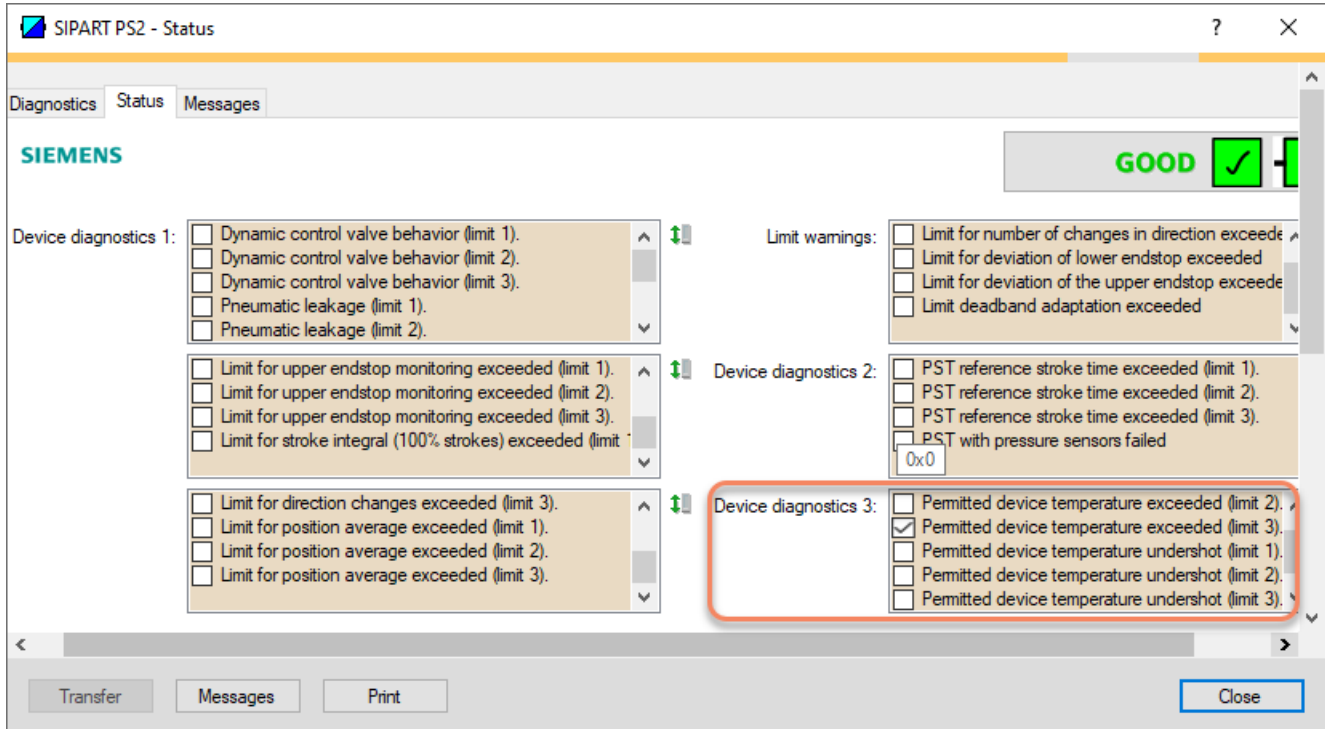 SIPART PS2 - Status
?
Diagnostics Status Messages
SIEMENS
GOOD
Device diagnostics 1:
Dynamic control valve behavior (limit 1).
Dynamic control valve behavior (limit 2).
Dynamic control valve behavior (limit 3).
Pneumatic leakage (limit 1).
Pneumatic leakage (limit 2).
Limit warnings:
Limit for number of changes in direction exceede
Limit for deviation of lower endstop exceeded
Limit for deviation of the upper endstop exceede
Limit deadband adaptation exceeded
Limit for upper endstop monitoring exceeded (limit 1).
Limit for upper endstop monitoring exceeded (limit 2).
Limit for upper endstop monitoring exceeded (limit 3).
Limit for stroke integral (100% strokes) exceeded (limit 1
Device diagnostics 2:
PST reference stroke time exceeded (limit 1).
PST reference stroke time exceeded (limit 2).
PST reference stroke time exceeded (limit 3).
PST with pressure sensors failed
0x0
Limit for direction changes exceeded (limit 3).
Limit for position average exceeded (limit 1).
Limit for position average exceeded (limit 2).
Limit for position average exceeded (limit 3).
Device diagnostics 3:
Permitted device temperature exceeded (limit 2).
Permitted device temperature exceeded (limit 3).
Permitted device temperature undershot (limit 1).
Permitted device temperature undershot (limit 2).
Permitted device temperature undershot (limit 3).
Transfer Messages Print Close